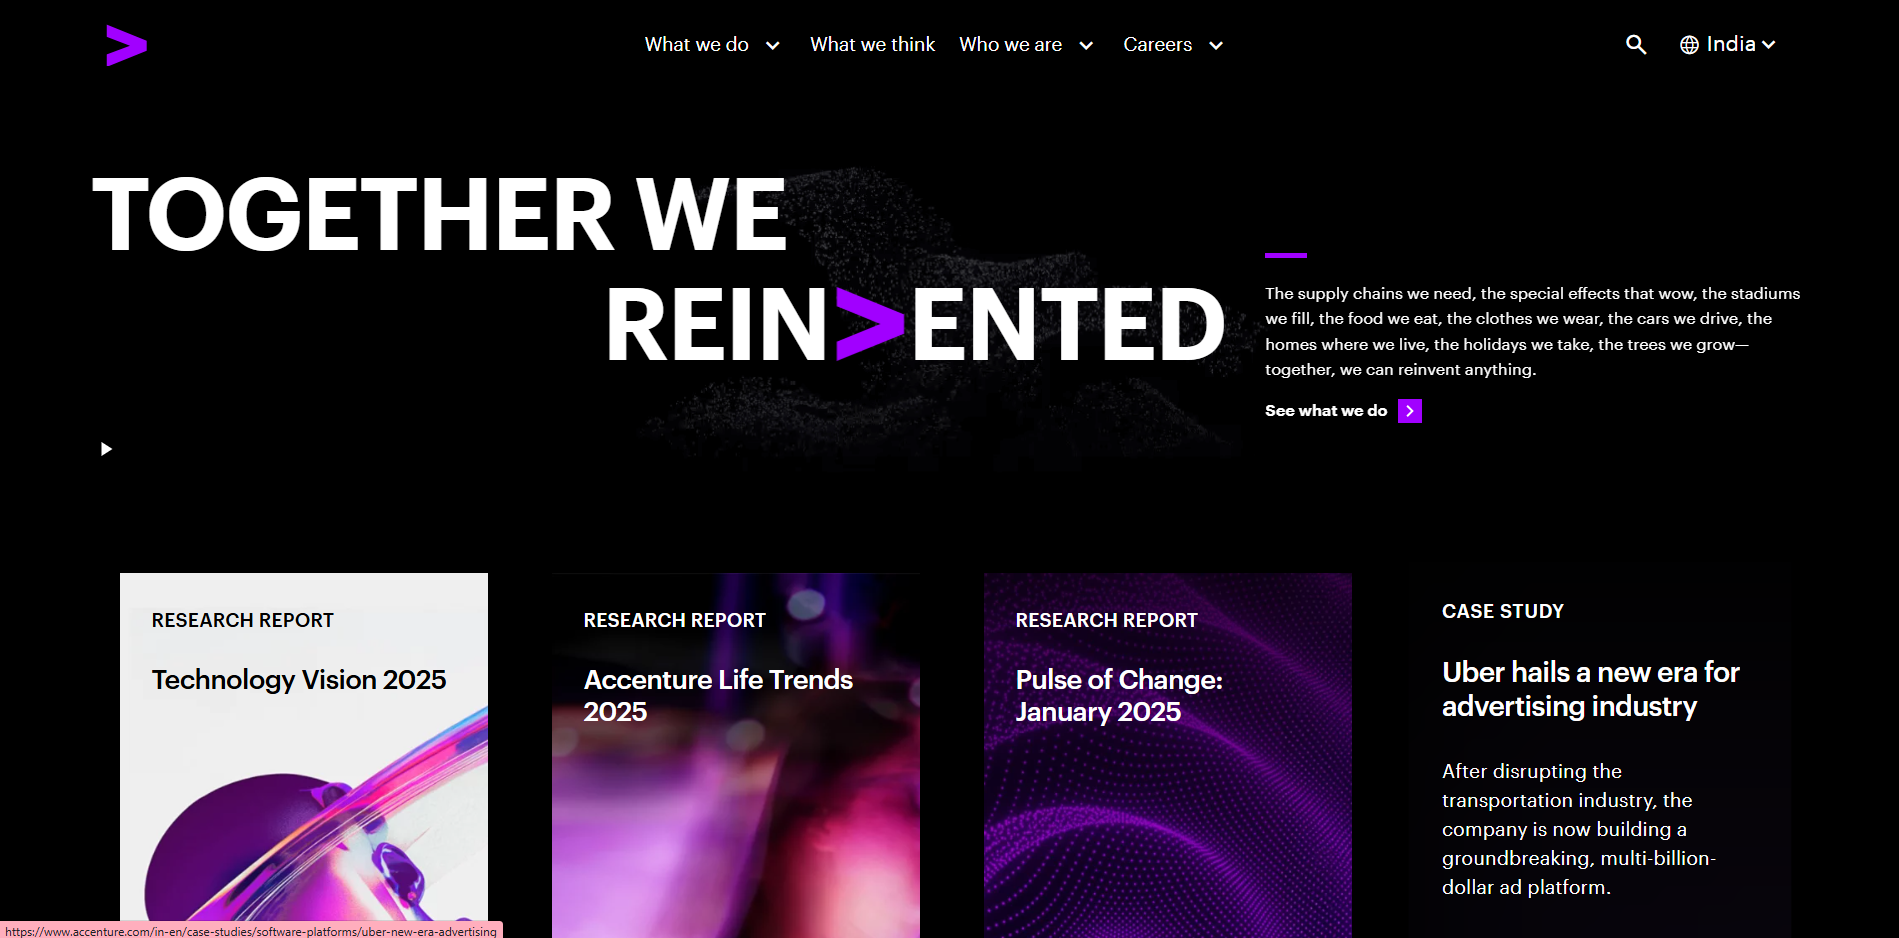 What we do
What we think
Who we are
Careers
India
TOGETHER WE
REIN>ENTED
The supply chains we need, the special effects that wow, the stadiums
we fill, the food we eat, the clothes we wear, the cars we drive, the
homes where we live, the holidays we take, the trees we grow—
together, we can reinvent anything.
See what we do
RESEARCH REPORT
Technology Vision 2025
RESEARCH REPORT
Accenture Life Trends
2025
RESEARCH REPORT
Pulse of Change:
January 2025
CASE STUDY
Uber hails a new era for
advertising industry
After disrupting the
transportation industry, the
company is now building a
groundbreaking, multi-billion-
dollar ad platform.
https://www.accenture.com/in-en/case-studies/software-platforms/uber-new-era-advertising